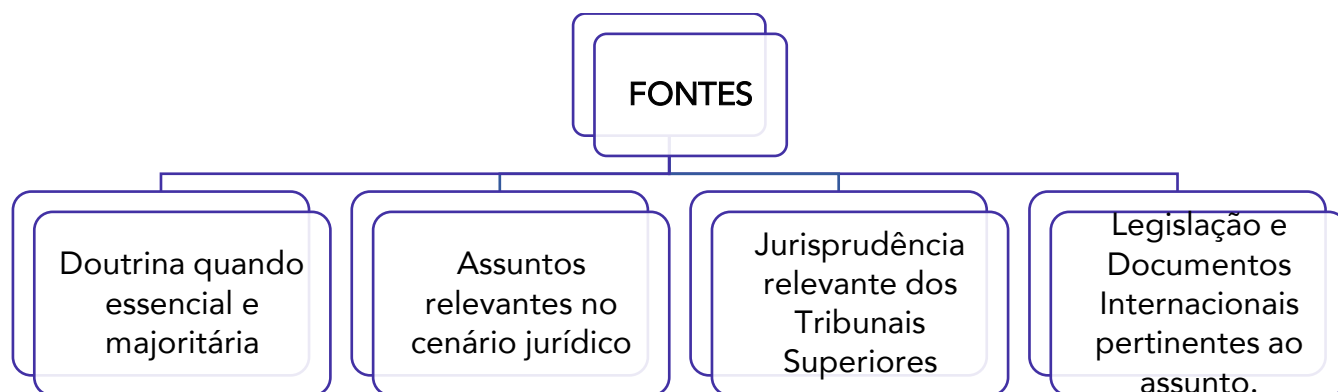 FONTES
Doutrina quando
essencial e
majoritária
Assuntos
relevantes no
cenário jurídico
Jurisprudência
relevante dos
Tribunais
Superiores
Legislação e
Documentos
Internacionais
pertinentes ao
assunto.